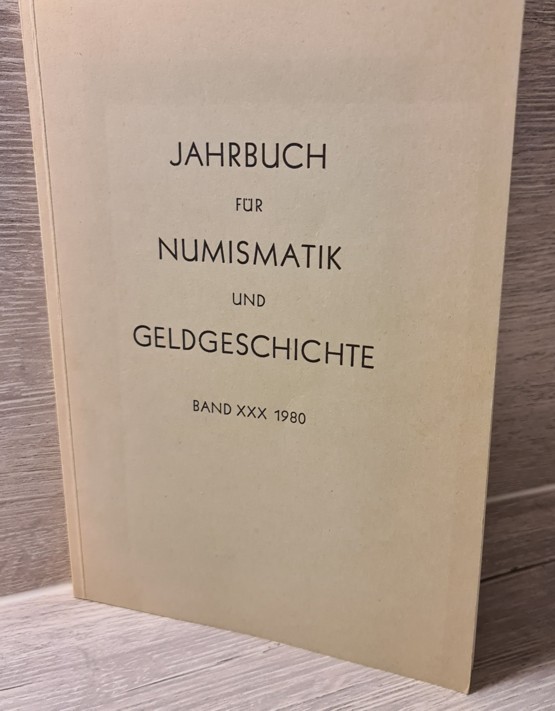 JAHRBUCH
FÜR
NUMISMATIK
UND
GELDGESCHICHTE
BAND XXX 1980